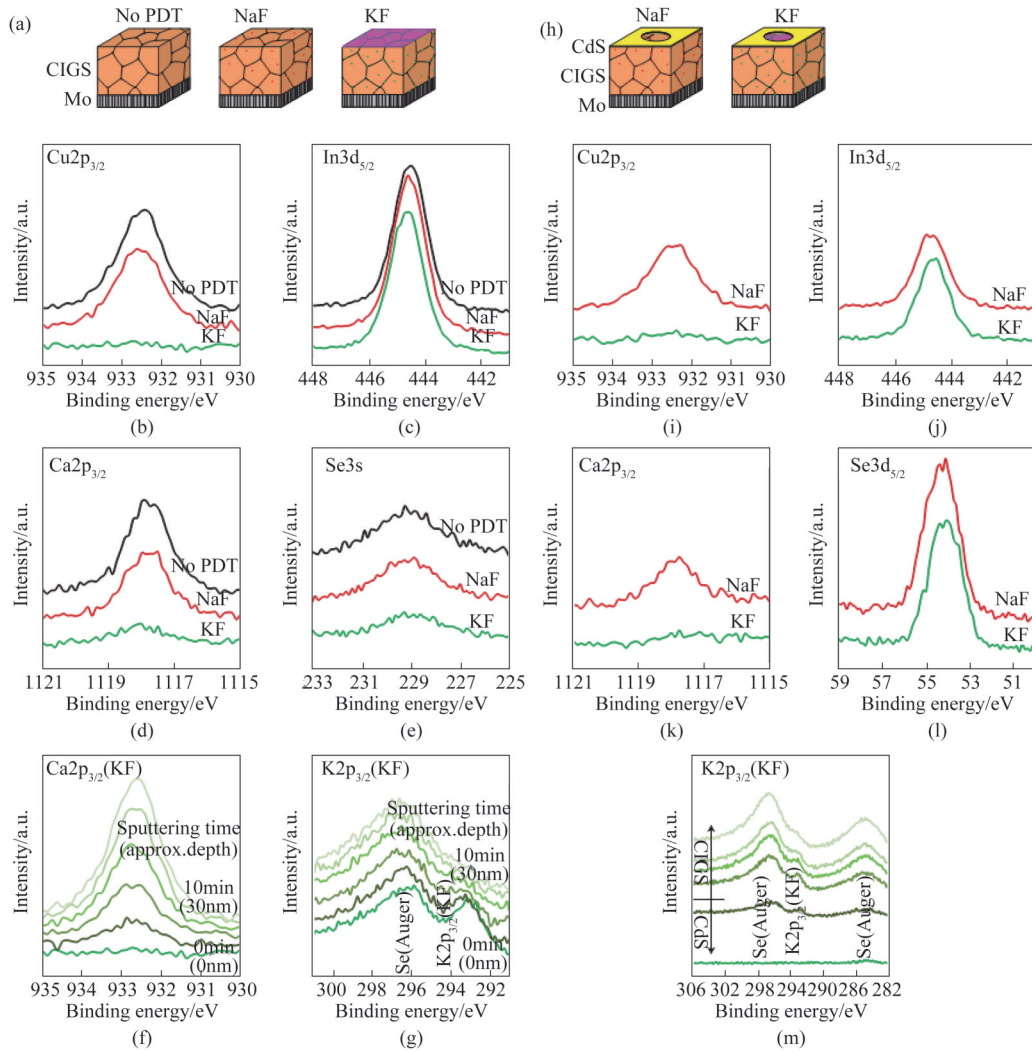 (a)
No PDT NaF KF
CIGS
Mo
(h)
NaF KF
CdS
CIGS
Mo
Cu2p3/2
No PDT
NaF
KF
Intensity/a.u.
935 934 933 932 931 930
Binding energy/eV
(b)
In3d5/2
No PDT
NaF
KF
Intensity/a.u.
448 446 444 442
Binding energy/eV
(c)
Cu2p3/2
NaF
KF
Intensity/a.u.
935 934 933 932 931 930
Binding energy/eV
(i)
In3d5/2
NaF
KF
Intensity/a.u.
448 446 444 442
Binding energy/eV
(j)
Ca2p3/2
No PDT
NaF
KF
Intensity/a.u.
1121 1119 1117 1115
Binding energy/eV
(d)
Se3s
No PDT
NaF
KF
Intensity/a.u.
233 231 229 227 225
Binding energy/eV
(e)
Ca2p3/2
NaF
KF
Intensity/a.u.
1121 1119 1117 1115
Binding energy/eV
(k)
Se3d5/2
NaF
KF
Intensity/a.u.
59 57 55 53 51
Binding energy/eV
(l)
Ca2p3/2(KF)
Sputtering time
(approx.depth)
10min
(30nm)
0min
(0nm)
Intensity/a.u.
935 934 933 932 931 930
Binding energy/eV
(f)
K2p3/2(KF)
Sputtering time
(approx.depth)
10min
(30nm)
Se(Auger)
K2p3/2(KF)
0min
(0nm)
Intensity/a.u.
300 298 296 294 292
Binding energy/eV
(g)
K2p3/2(KF)
CIGS
CdS
Se(Auger)
K2p3/2(KF)
Se(Auger)
Intensity/a.u.
306 302 298 294 290 286 282
Binding energy/eV
(m)